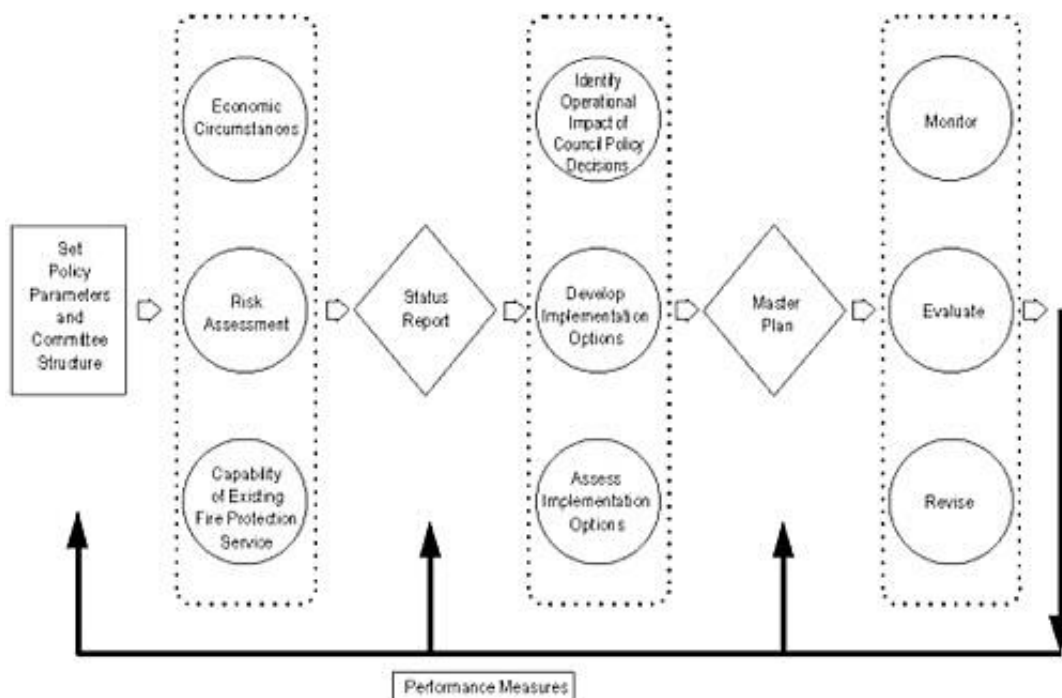 Set
Policy
Parameters
and
Committee
Structure
Economic
Circumstances
Risk
Assessment
Capability
of Existing
Fire Protection
Service
Status
Report
Identify
Operational
Impact of
Council Policy
Decisions
Develop
Implementation
Options
Assess
Implementation
Options
Master
Plan
Monitor
Evaluate
Revise
Performance Measures